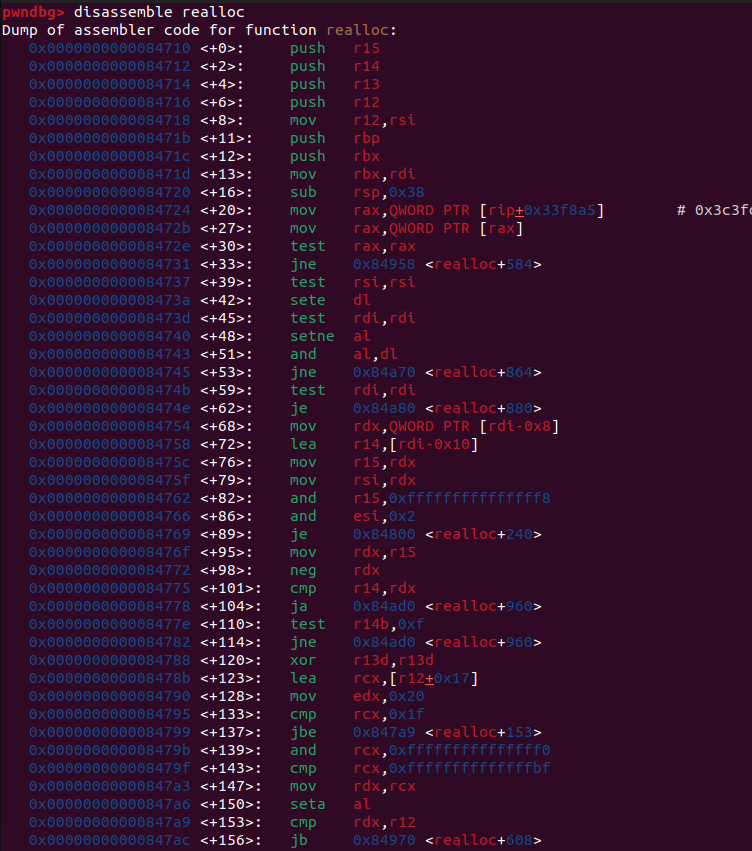 pwndbg> disassemble realloc
Dump of assembler code for function realloc:
0x0000000000084710 <+0>: push r15
0x0000000000084712 <+2>: push r14
0x0000000000084714 <+4>: push r13
0x0000000000084716 <+6>: push r12
0x0000000000084718 <+8>: mov r12,rsi
0x000000000008471b <+11>: push rbp
0x000000000008471c <+12>: push rbx
0x000000000008471d <+13>: mov rbx,rdi
0x0000000000084720 <+16>: sub rsp,0x38
0x0000000000084724 <+20>: mov rax,QWORD PTR [rip+0x33f8a5] # 0x3c3f
0x000000000008472b <+27>: mov rax,QWORD PTR [rax]
0x000000000008472e <+30>: test rax,rax
0x0000000000084731 <+33>: jne 0x84958 <realloc+584>
0x0000000000084737 <+39>: test rsi,rsi
0x000000000008473a <+42>: sete dl
0x000000000008473d <+45>: test rdi,rdi
0x0000000000084740 <+48>: setne al
0x0000000000084743 <+51>: and al,dl
0x0000000000084745 <+53>: jne 0x84a70 <realloc+864>
0x000000000008474b <+59>: test rdi,rdi
0x000000000008474e <+62>: je 0x84a80 <realloc+880>
0x0000000000084754 <+68>: mov rdx,QWORD PTR [rdi-0x8]
0x0000000000084758 <+72>: lea r14,[rdi-0x10]
0x000000000008475c <+76>: mov r15,rdx
0x000000000008475f <+79>: mov rsi,rdx
0x0000000000084762 <+82>: and r15,0xfffffffffffffff8
0x0000000000084766 <+86>: and esi,0x2
0x0000000000084769 <+89>: je 0x84800 <realloc+240>
0x000000000008476f <+95>: mov rdx,r15
0x0000000000084772 <+98>: neg rdx
0x0000000000084775 <+101>: cmp r14,rdx
0x0000000000084778 <+104>: ja 0x84ad0 <realloc+960>
0x000000000008477e <+110>: test r14b,0xf
0x0000000000084782 <+114>: jne 0x84ad0 <realloc+960>
0x0000000000084788 <+120>: xor r13d,r13d
0x000000000008478b <+123>: lea rcx,[r12+0x17]
0x0000000000084790 <+128>: mov edx,0x20
0x0000000000084795 <+133>: cmp rcx,0x1f
0x0000000000084799 <+137>: jbe 0x847a9 <realloc+153>
0x000000000008479b <+139>: and rcx,0xfffffffffffffff0
0x000000000008479f <+143>: cmp rcx,0xffffffffffffffbf
0x00000000000847a3 <+147>: mov rdx,rcx
0x00000000000847a6 <+150>: seta al
0x00000000000847a9 <+153>: cmp rdx,r12
0x00000000000847ac <+156>: jb 0x84970 <realloc+608>